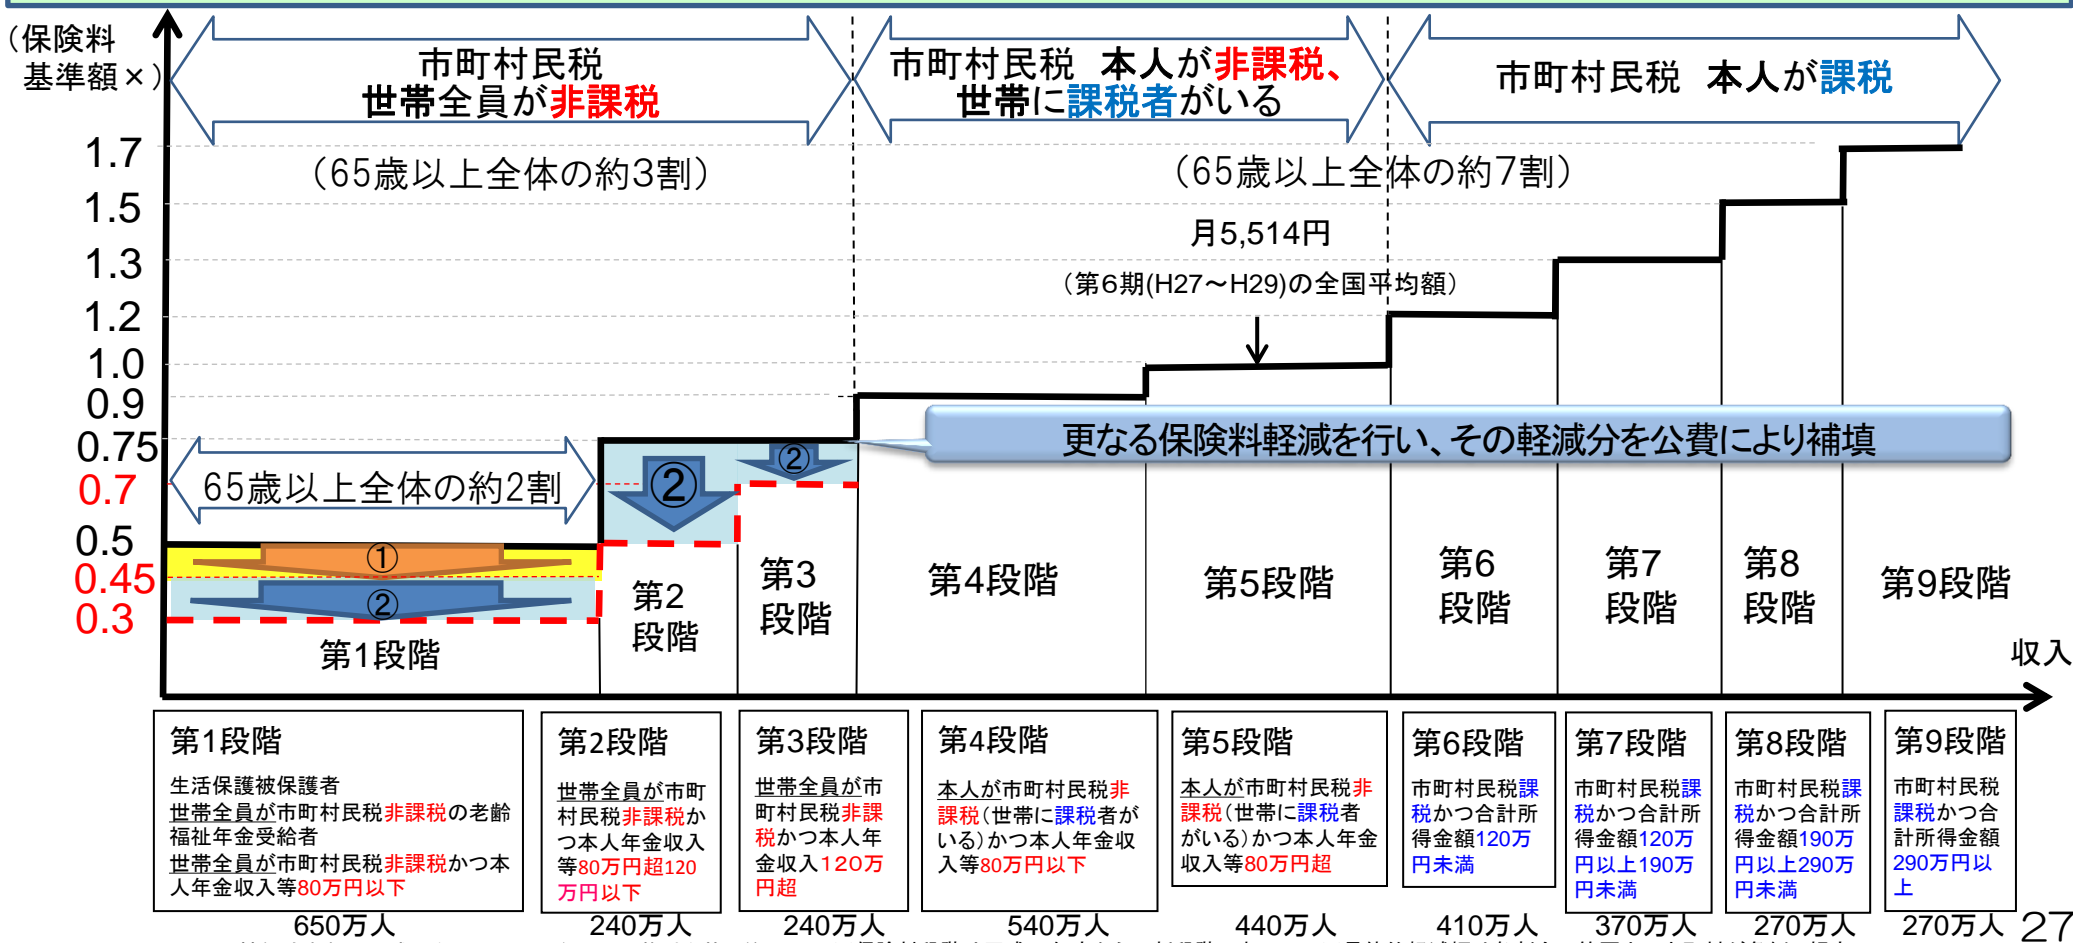 （保険料
基準額×）
市町村民税
世帯全員が非課税
市町村民税　本人が非課税、
世帯に課税者がいる
市町村民税　本人が課税
（65歳以上全体の約3割）
（65歳以上全体の約7割）
1.7
1.5
1.3
1.2
1.0
0.9
0.75
0.7
0.5
0.45
0.3
月5,514円
（第6期(H27～H29)の全国平均額）
更なる保険料軽減を行い、その軽減分を公費により補填
65歳以上全体の約2割
①
②
②
②
第1段階
第2
段階
第3
段階
第4段階
第5段階
第6
段階
第7
段階
第8
段階
第9段階
収入
第1段階
生活保護被保護者
世帯全員が市町村民税非課税の老齢
福祉年金受給者
世帯全員が市町村民税非課税かつ本
人年金収入等80万円以下
650万人
第2段階
世帯全員が市町
村民税非課税か
つ本人年金収入
等80万円超120
万円以下
240万人
第3段階
世帯全員が市
町村民税非課
税かつ本人年
金収入１２０万
円超
240万人
第4段階
本人が市町村民税非
課税（世帯に課税者が
いる）かつ本人年金収
入等80万円以下
540万人
第5段階
本人が市町村民税非
課税（世帯に課税者
がいる）かつ本人年金
収入等80万円超
440万人
第6段階
市町村民税課
税かつ合計所
得金額120万
円未満
410万人
第7段階
市町村民税課
税かつ合計所
得金額120万
円以上190万
円未満
370万人
第8段階
市町村民税課
税かつ合計所
得金額190万
円以上290万
円未満
270万人
第9段階
市町村民税
課税かつ合
計所得金額
290万円以
上
270万人
27